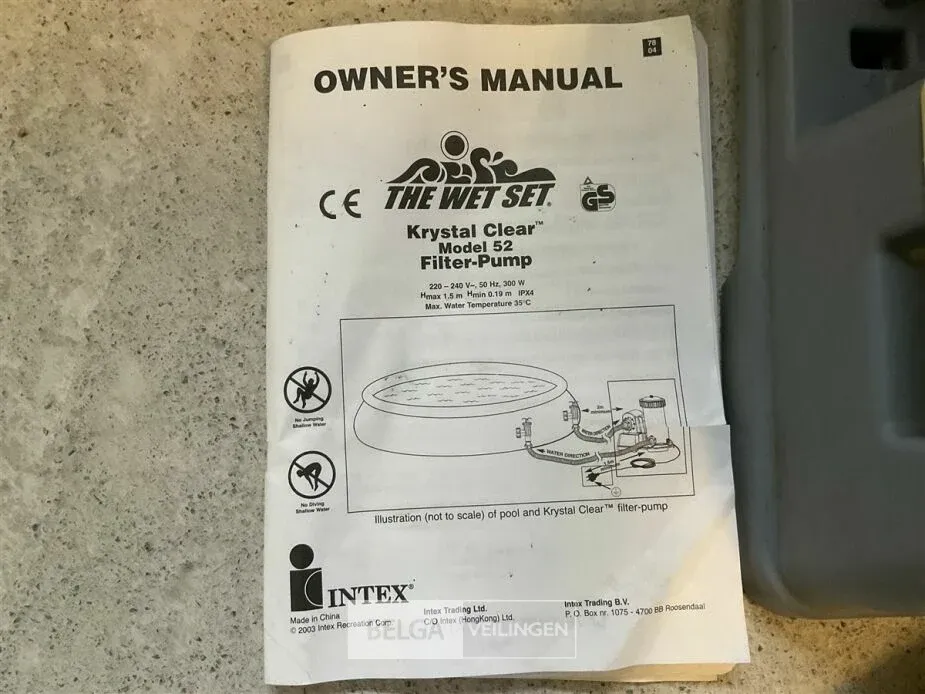 78
04
OWNER'S MANUAL
THE WET SET®
CE
GS
Krystal Clear™
Model 52
Filter-Pump
220 – 240 V~, 50 Hz, 300 W
Hmax 1,5 m Hmin 0.19 m IPX4
Max. Water Temperature 35°C
No Jumping
Shallow Water
2m
minimum
WATER DIRECTION
WATER DIRECTION
No Diving
Shallow Water
Illustration (not to scale) of pool and Krystal Clear™ filter-pump
INTEX®
Made in China
© 2003 Intex Recreation Corp
Intex Trading Ltd.
C/O Intex (HongKong) Ltd.
Intex Trading B.V.
P. O. Box nr. 1075 - 4700 BB Roosendaal
BELGA VEILINGEN